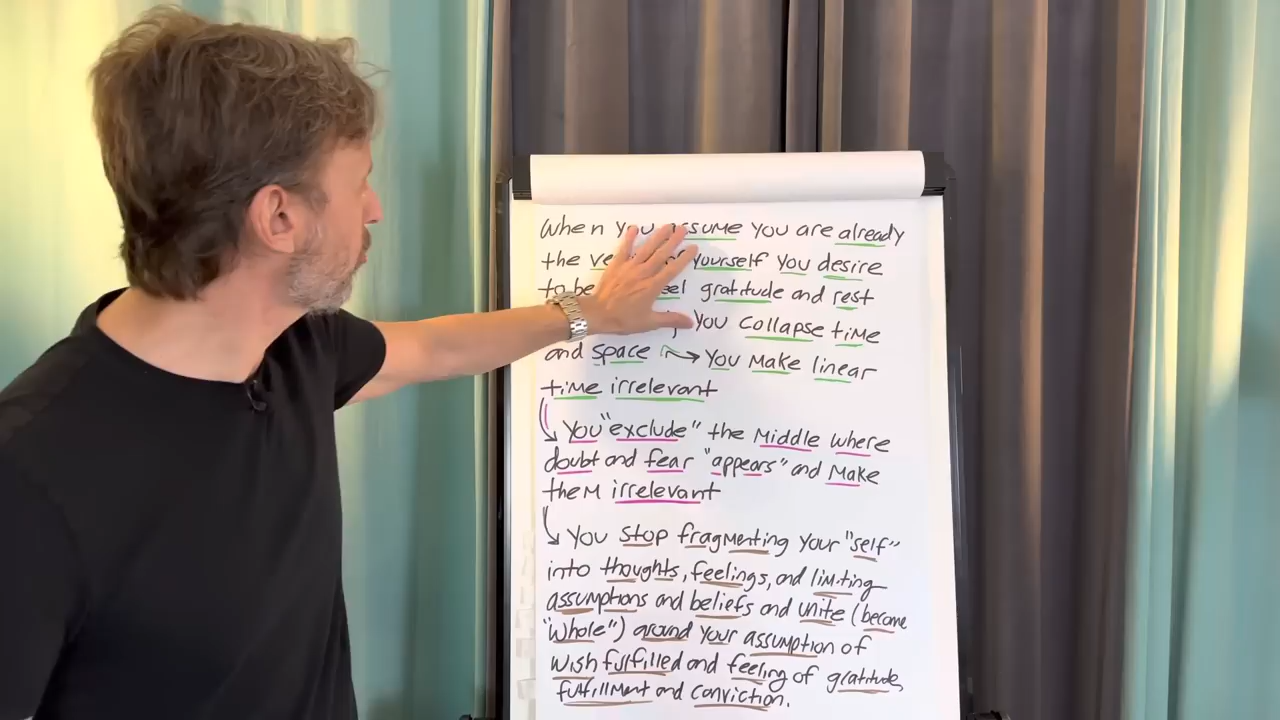 When you assume you are already
the of yourself you desire
to be gratitude and rest
You collapse time
and space → You make linear
time irrelevant
↳ You "exclude" the Middle where
doubt and fear "appears" and Make
theM irrelevant
↳ You stop fragmenting your "self"
into thoughts, feelings, and limiting
assumptions and beliefs and unite (become
"whole") around your assumption of
wish fulfilled and feeling of gratitude,
fulfillment and conviction.